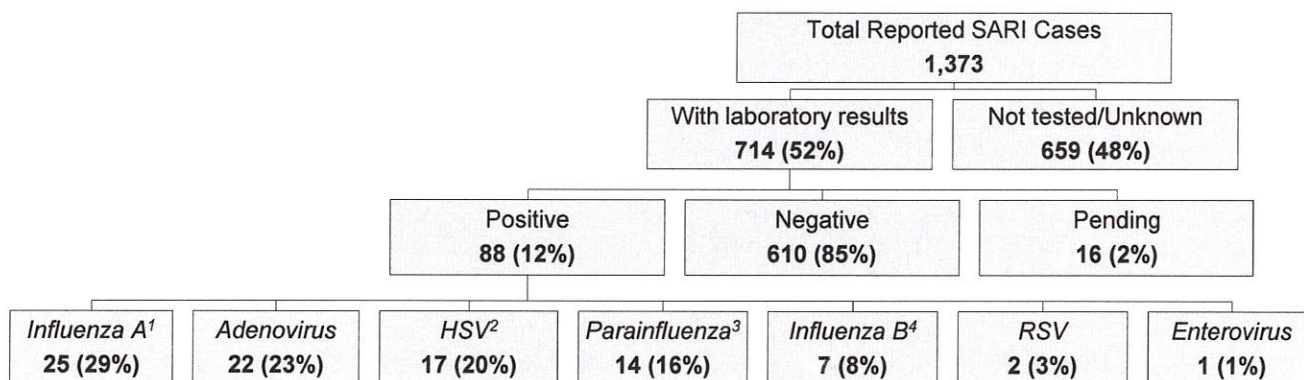 Total Reported SARI Cases
1,373
With laboratory results
714 (52%)
Not tested/Unknown
659 (48%)
Positive
88 (12%)
Negative
610 (85%)
Pending
16 (2%)
Influenza A¹
25 (29%)
Adenovirus
22 (23%)
HSV²
17 (20%)
Parainfluenza³
14 (16%)
Influenza B⁴
7 (8%)
RSV
2 (3%)
Enterovirus
1 (1%)